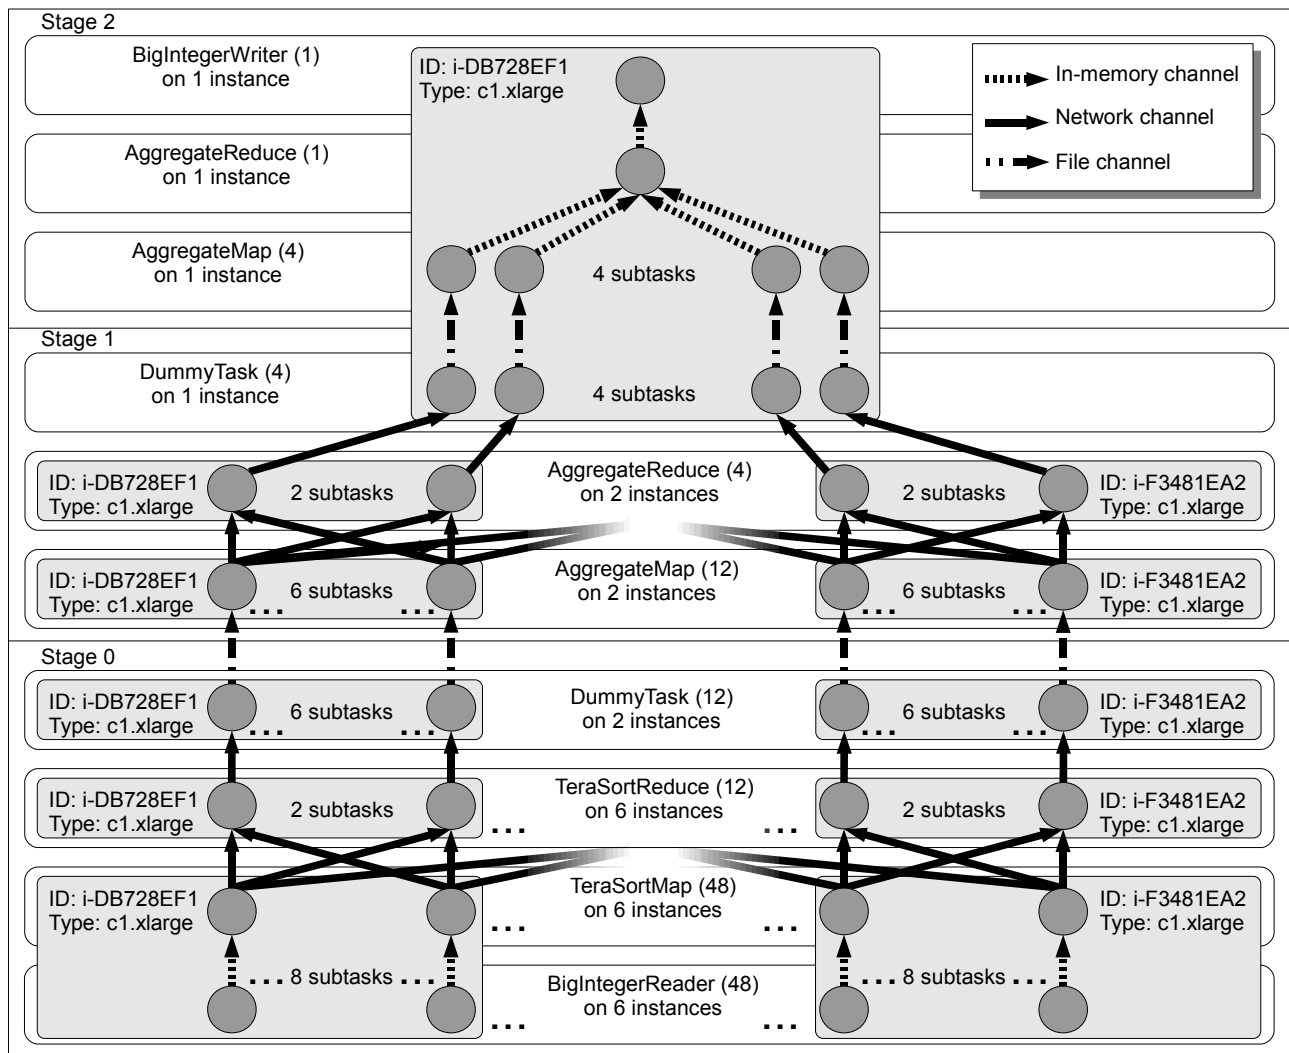 Stage 2
BigIntegerWriter (1)
on 1 instance
ID: i-DB728EF1
Type: c1.xlarge
In-memory channel
Network channel
File channel
AggregateReduce (1)
on 1 instance
AggregateMap (4)
on 1 instance
4 subtasks
Stage 1
DummyTask (4)
on 1 instance
4 subtasks
ID: i-DB728EF1
Type: c1.xlarge
2 subtasks
AggregateReduce (4)
on 2 instances
2 subtasks
ID: i-F3481EA2
Type: c1.xlarge
ID: i-DB728EF1
Type: c1.xlarge
... 6 subtasks ...
AggregateMap (12)
on 2 instances
... 6 subtasks ...
ID: i-F3481EA2
Type: c1.xlarge
Stage 0
ID: i-DB728EF1
Type: c1.xlarge
... 6 subtasks ...
DummyTask (12)
on 2 instances
... 6 subtasks ...
ID: i-F3481EA2
Type: c1.xlarge
ID: i-DB728EF1
Type: c1.xlarge
2 subtasks
TeraSortReduce (12)
... on 6 instances ...
2 subtasks
ID: i-F3481EA2
Type: c1.xlarge
ID: i-DB728EF1
Type: c1.xlarge
TeraSortMap (48)
... on 6 instances ...
ID: i-F3481EA2
Type: c1.xlarge
... 8 subtasks ...
BigIntegerReader (48)
... on 6 instances ...
... 8 subtasks ...